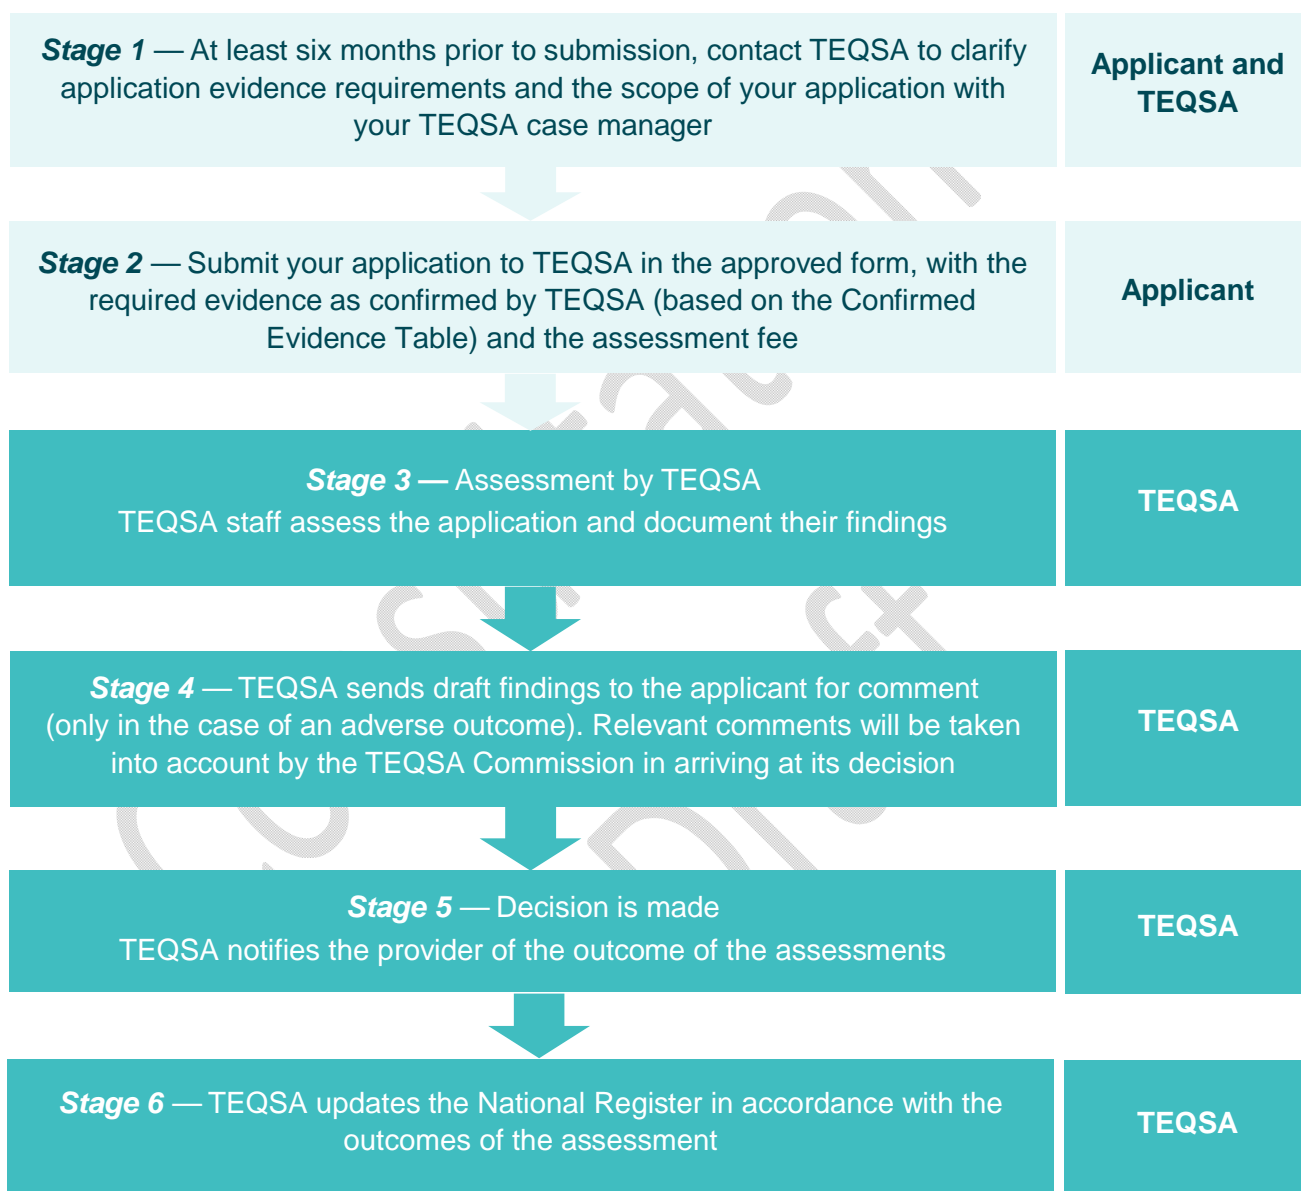 Stage 1 — At least six months prior to submission, contact TEQSA to clarify
application evidence requirements and the scope of your application with
your TEQSA case manager
Applicant and
TEQSA
Stage 2 — Submit your application to TEQSA in the approved form, with the
required evidence as confirmed by TEQSA (based on the Confirmed
Evidence Table) and the assessment fee
Applicant
Stage 3 — Assessment by TEQSA
TEQSA staff assess the application and document their findings
TEQSA
Stage 4 — TEQSA sends draft findings to the applicant for comment
(only in the case of an adverse outcome). Relevant comments will be taken
into account by the TEQSA Commission in arriving at its decision
TEQSA
Stage 5 — Decision is made
TEQSA notifies the provider of the outcome of the assessments
TEQSA
Stage 6 — TEQSA updates the National Register in accordance with the
outcomes of the assessment
TEQSA
Draft